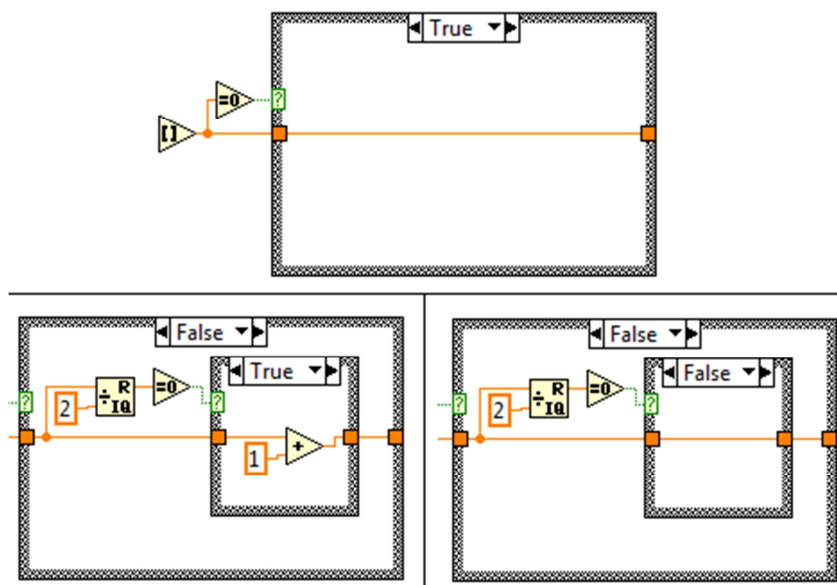 True
=0
?
[]
False
False
True
False
R
=0
R
=0
?
?
÷
IQ
÷
IQ
?
?
2
2
+
1